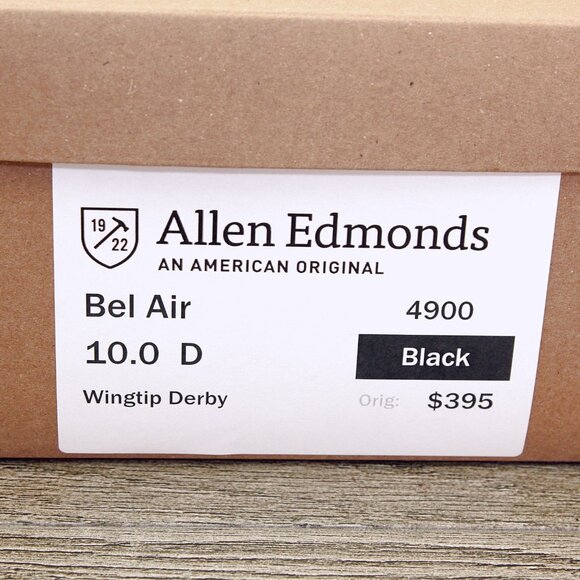 19
22
Allen Edmonds
AN AMERICAN ORIGINAL
Bel Air 4900
10.0 D Black
Wingtip Derby Orig: $395